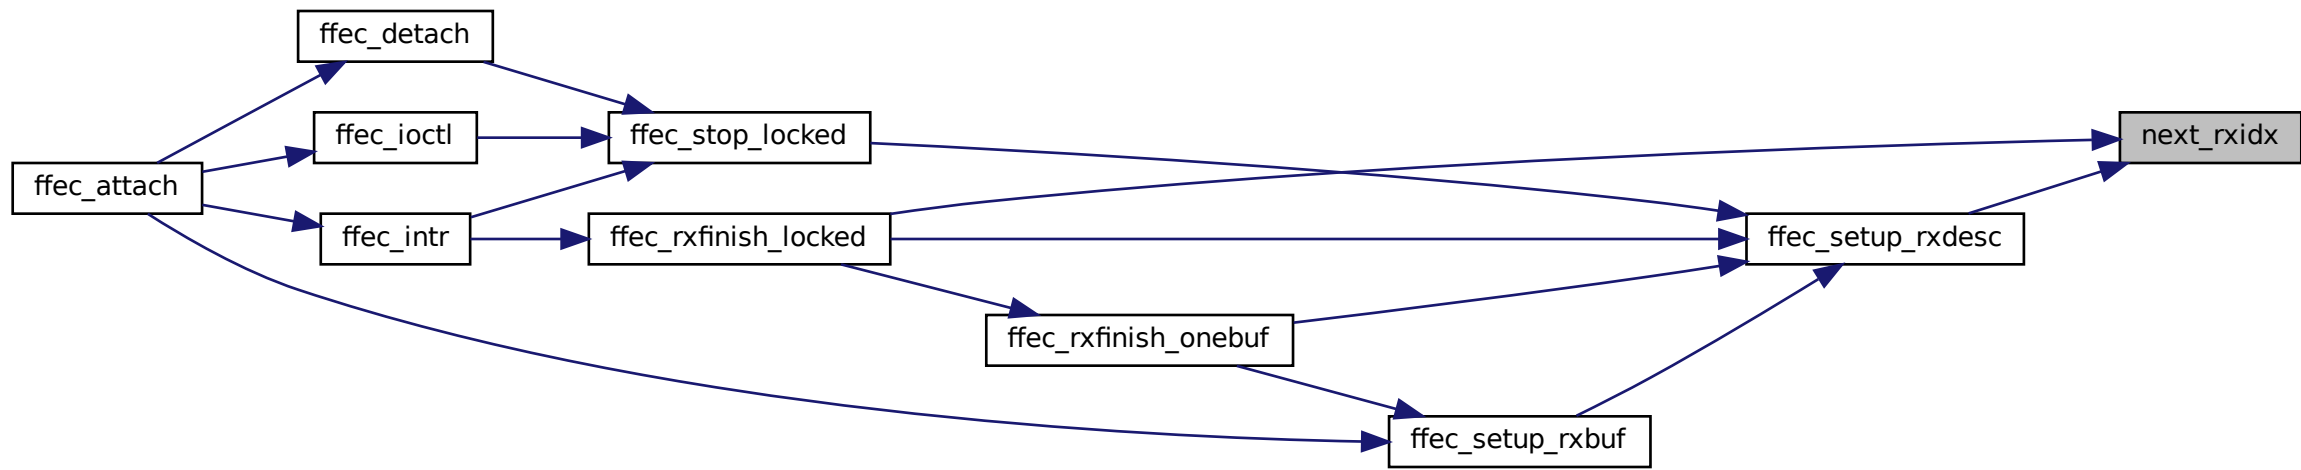 ffec_detach
ffec_ioctl
ffec_stop_locked
next_rxidx
ffec_attach
ffec_intr
ffec_rxfinish_locked
ffec_setup_rxdesc
ffec_rxfinish_onebuf
ffec_setup_rxbuf